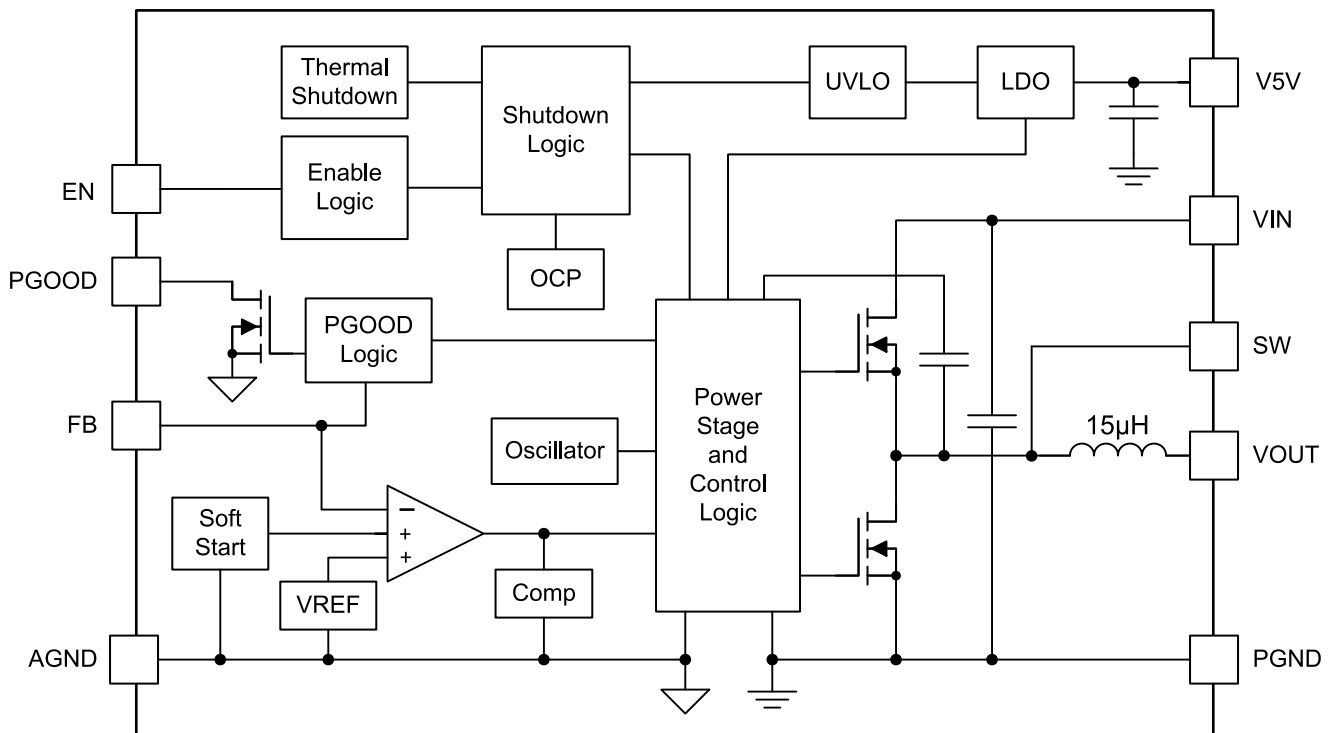 Thermal
Shutdown
Shutdown
Logic
UVLO
LDO
V5V
EN
Enable
Logic
VIN
PGOOD
OCP
PGOOD
Logic
SW
FB
Power
Stage
and
Control
Logic
15µH
VOUT
Oscillator
Soft
Start
−
+
+
VREF
Comp
AGND
PGND